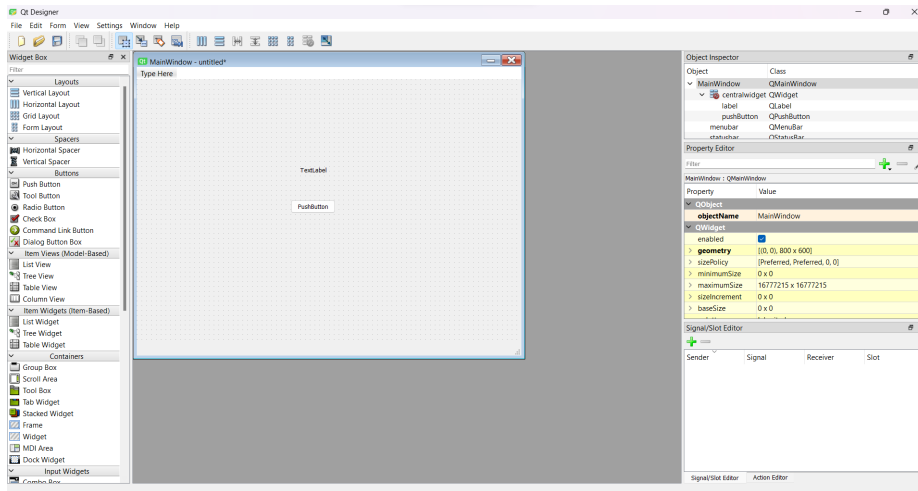 Qt Designer
File Edit Form View Settings Window Help
Widget Box
Filter
Layouts
Vertical Layout
Horizontal Layout
Grid Layout
Form Layout
Spacers
Horizontal Spacer
Vertical Spacer
Buttons
Push Button
Tool Button
Radio Button
Check Box
Command Link Button
Dialog Button Box
Item Views (Model-Based)
List View
Tree View
Table View
Column View
Item Widgets (Item-Based)
List Widget
Tree Widget
Table Widget
Containers
Group Box
Scroll Area
Tool Box
Tab Widget
Stacked Widget
Frame
Widget
MDI Area
Dock Widget
Input Widgets
Combo Box
MainWindow - untitled*
Type Here
TextLabel
PushButton
Object Inspector
Object Class
MainWindow QMainWindow
centralwidget QWidget
label QLabel
pushButton QPushButton
menubar QMenuBar
statusbar QStatusBar
Property Editor
Filter
MainWindow : QMainWindow
Property Value
QObject
objectName MainWindow
QWidget
enabled
geometry [(0, 0), 800 x 600]
sizePolicy [Preferred, Preferred, 0, 0]
minimumSize 0 x 0
maximumSize 16777215 x 16777215
sizeIncrement 0 x 0
baseSize 0 x 0
Signal/Slot Editor
Sender Signal Receiver Slot
Signal/Slot Editor Action Editor